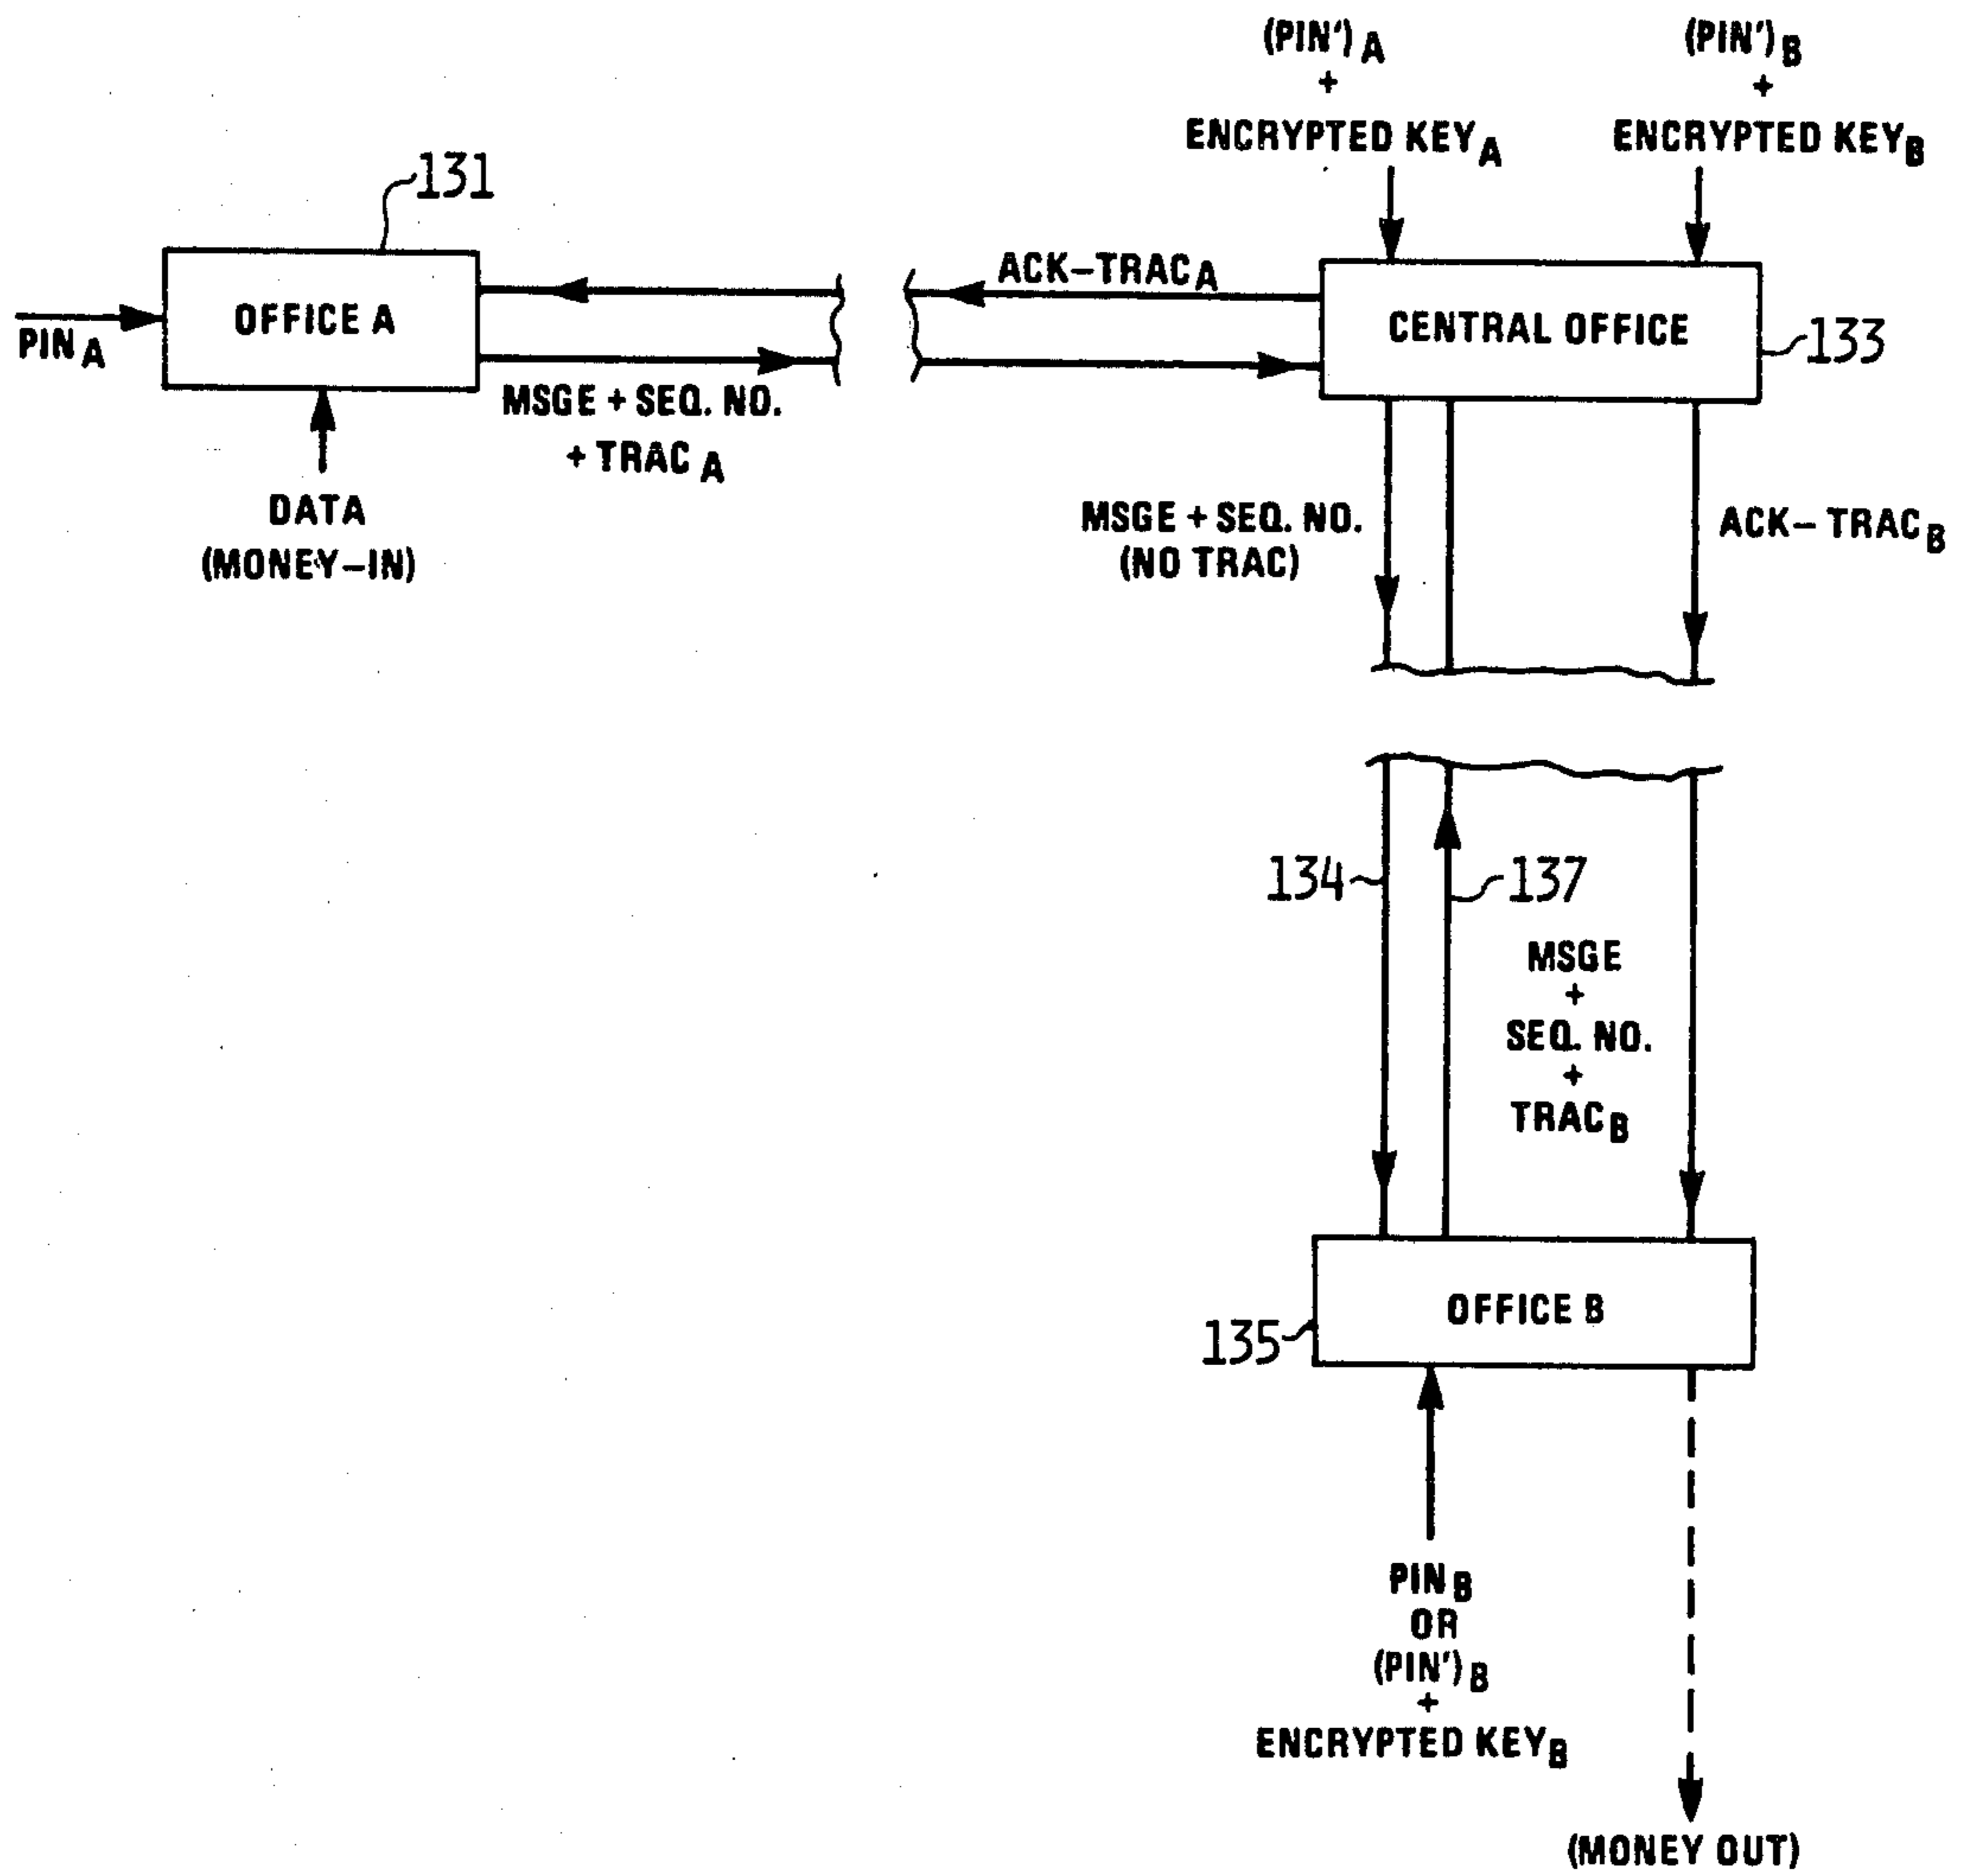 (PIN')A
+
ENCRYPTED KEYA
(PIN')B
+
ENCRYPTED KEYB
131
OFFICE A
PINA
ACK-TRACA
CENTRAL OFFICE
133
MSGE + SEQ. NO.
+ TRACA
DATA
(MONEY-IN)
MSGE + SEQ. NO.
(NO TRAC)
ACK-TRACB
134
137
MSGE
+
SEQ. NO.
+
TRACB
OFFICE B
135
PINB
OR
(PIN')B
+
ENCRYPTED KEYB
(MONEY OUT)